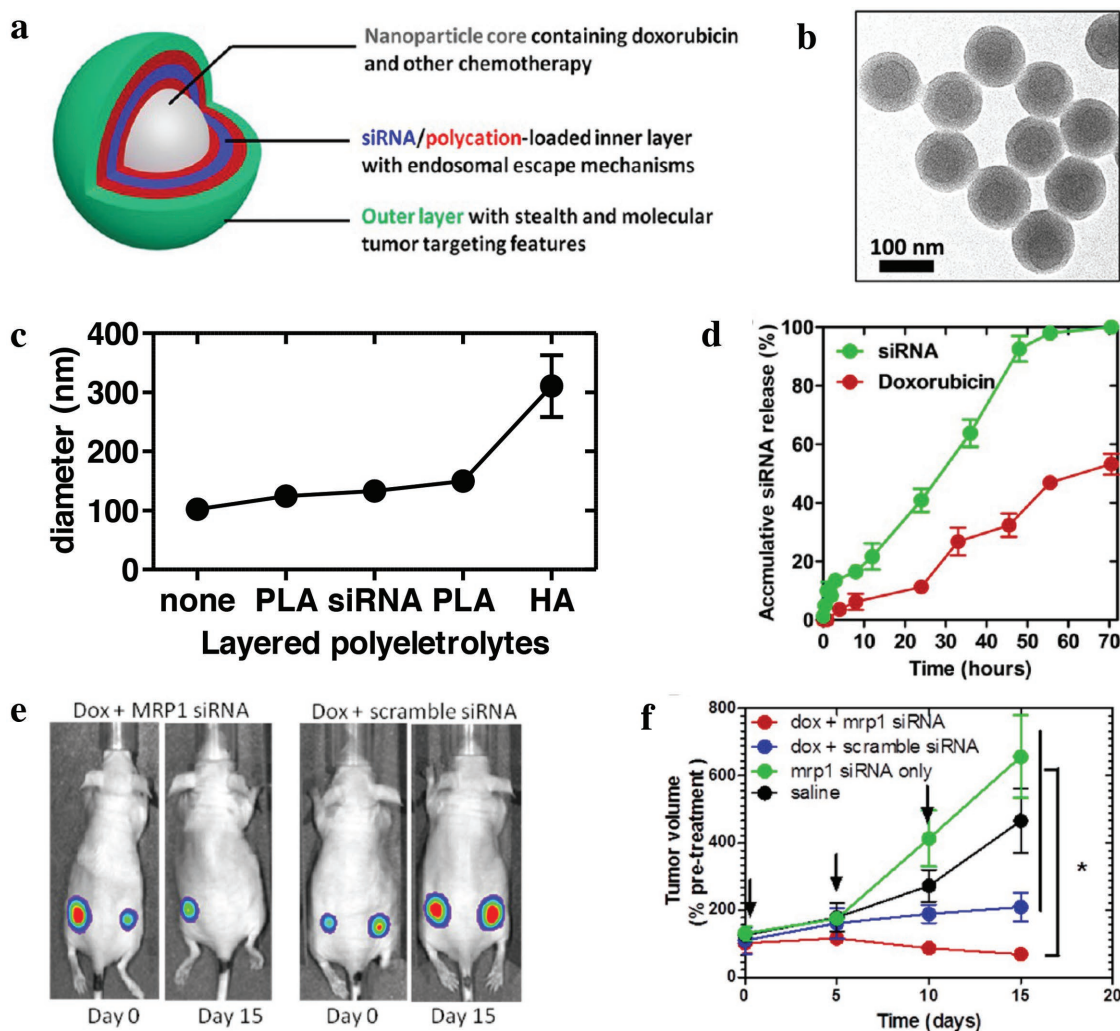 a
Nanoparticle core containing doxorubicin
and other chemotherapy
siRNA/polycation-loaded inner layer
with endosomal escape mechanisms
Outer layer with stealth and molecular
tumor targeting features
b
100 nm
c
400
300
200
100
0
diameter (nm)
none PLA siRNA PLA HA
Layered polyeletrolytes
d
100
80
60
40
20
0
Accmulative siRNA release (%)
siRNA
Doxorubicin
0 10 20 30 40 50 60 70
Time (hours)
e
Dox + MRP1 siRNA
Dox + scramble siRNA
Day 0
Day 15
Day 0
Day 15
f
800
600
400
200
0
Tumor volume
(% pre-treatment)
dox + mrp1 siRNA
dox + scramble siRNA
mrp1 siRNA only
saline
*
0 5 10 15 20
Time (days)